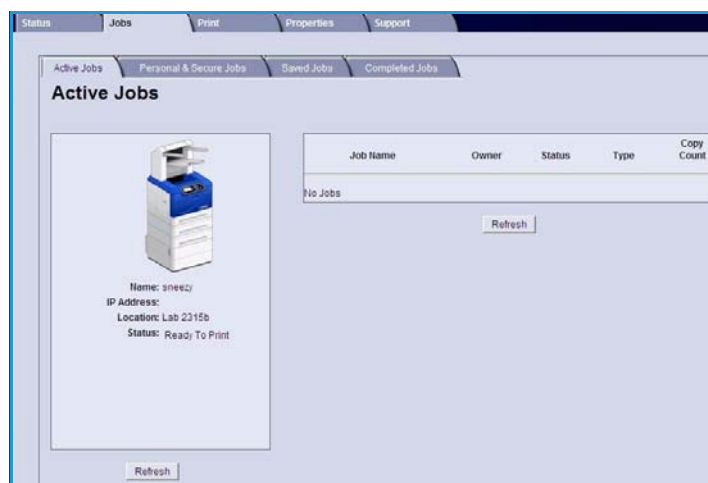 Status Jobs Print Properties Support
Active Jobs Personal & Secure Jobs Saved Jobs Completed Jobs
Active Jobs
Job Name Owner Status Type Copy Count
No Jobs
Refresh
Name: sneezy
IP Address:
Location: Lab 2315b
Status: Ready To Print
Refresh